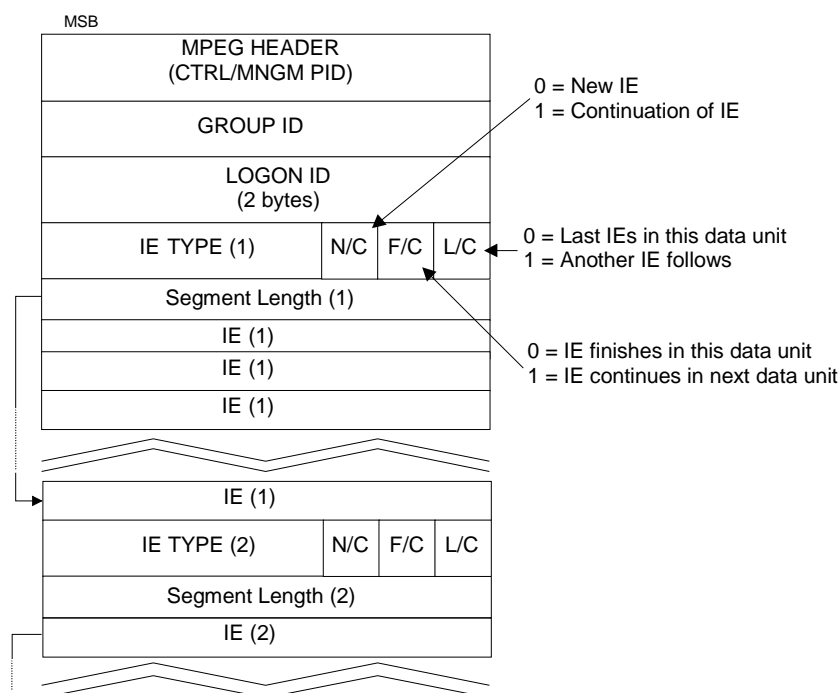 MSB
MPEG HEADER
(CTRL/MNGM PID)
0 = New IE
1 = Continuation of IE
GROUP ID
LOGON ID
(2 bytes)
IE TYPE (1) N/C F/C L/C
0 = Last IEs in this data unit
1 = Another IE follows
Segment Length (1)
IE (1)
IE (1)
IE (1)
0 = IE finishes in this data unit
1 = IE continues in next data unit
IE (1)
IE TYPE (2) N/C F/C L/C
Segment Length (2)
IE (2)